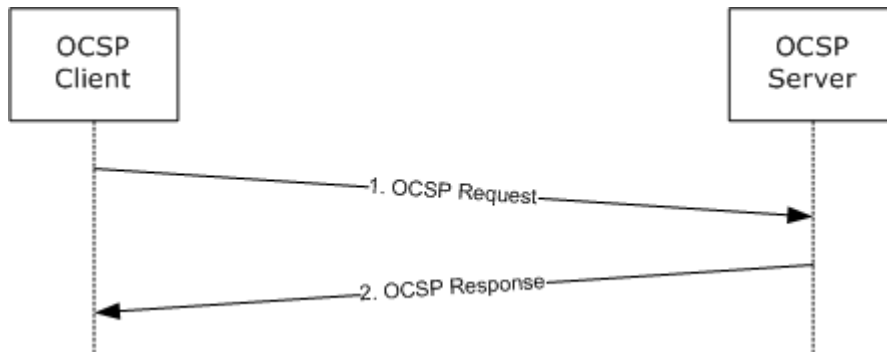 OCSP
Client
OCSP
Server
1. OCSP Request
2. OCSP Response